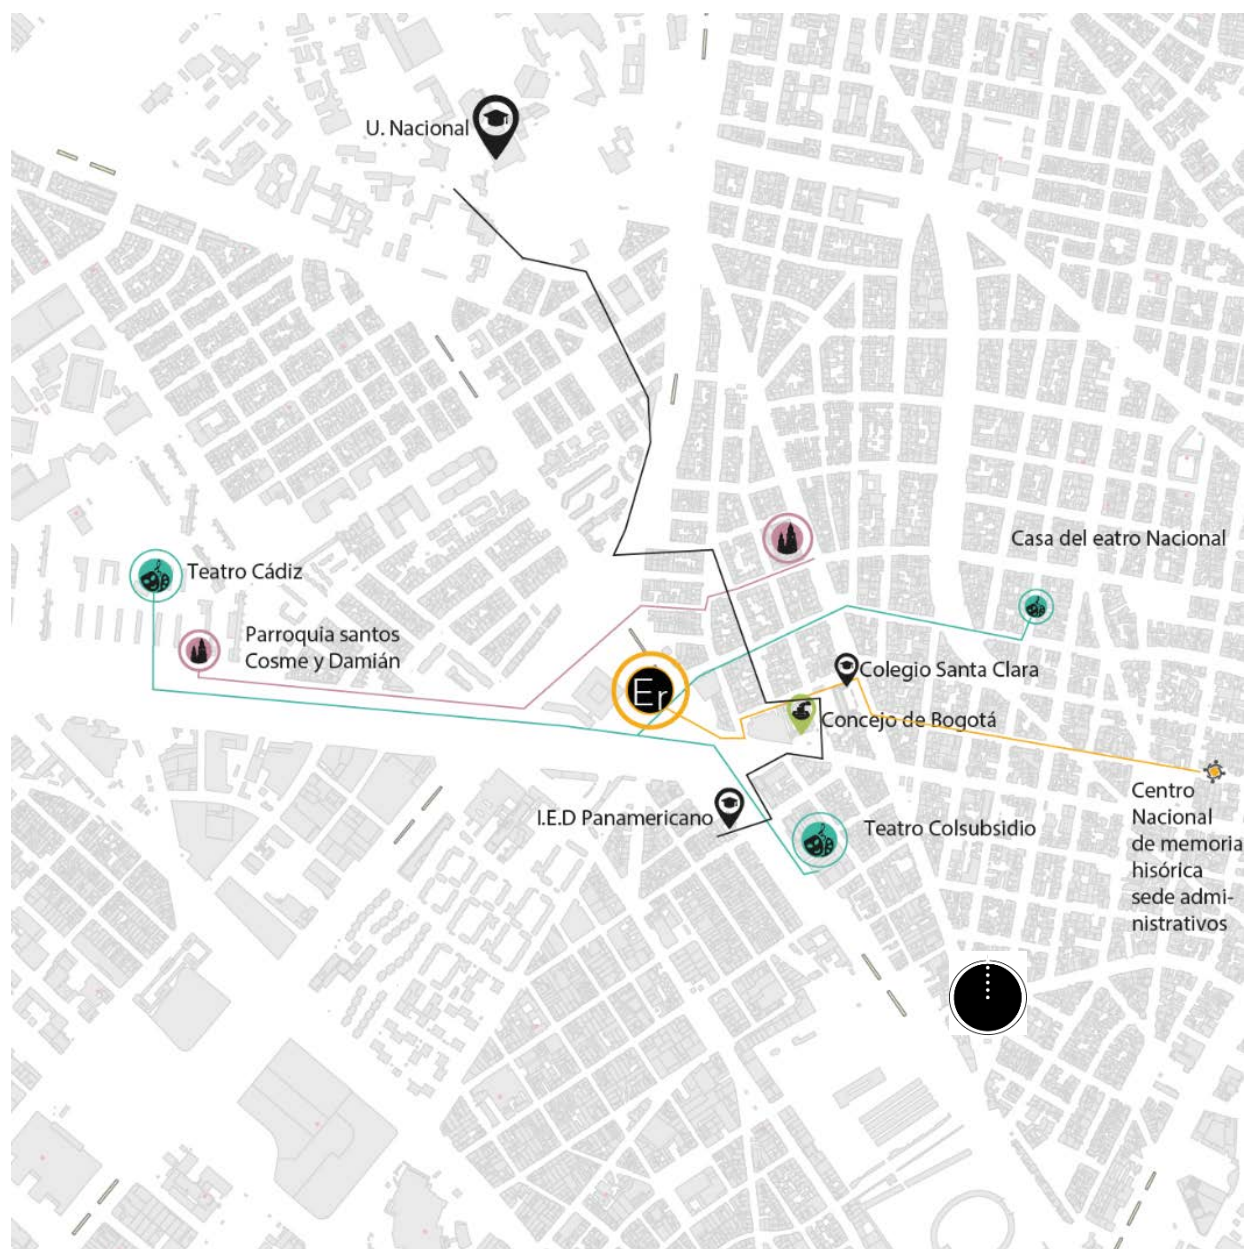 U. Nacional
Casa del eatro Nacional
Teatro Cádiz
Parroquia santos
Cosme y Damián
Er
Colegio Santa Clara
Concejo de Bogotá
Centro
Nacional
de memoria
hisórica
sede admi-
nistrativos
I.E.D Panamericano
Teatro Colsubsidio